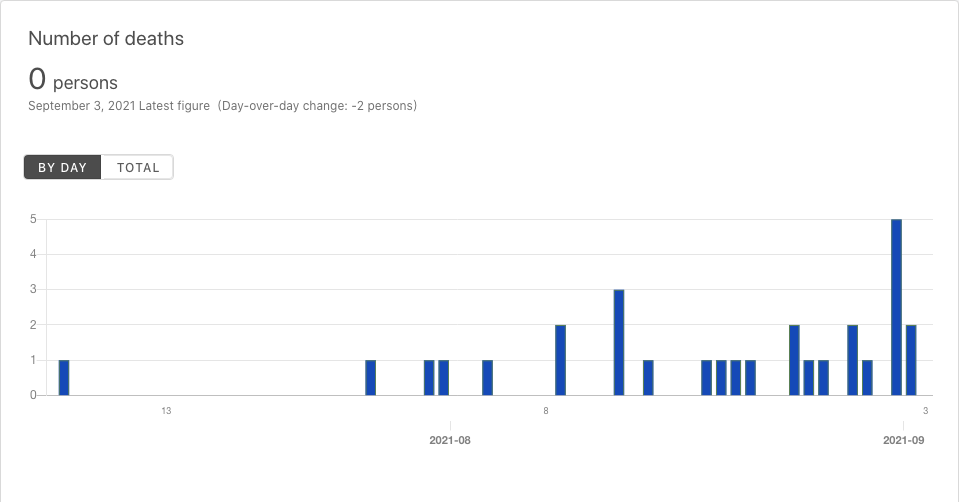 Number of deaths
0 persons
September 3, 2021 Latest figure (Day-over-day change: -2 persons)
BY DAY TOTAL
5
4
3
2
1
0
13 8 3
2021-08 2021-09